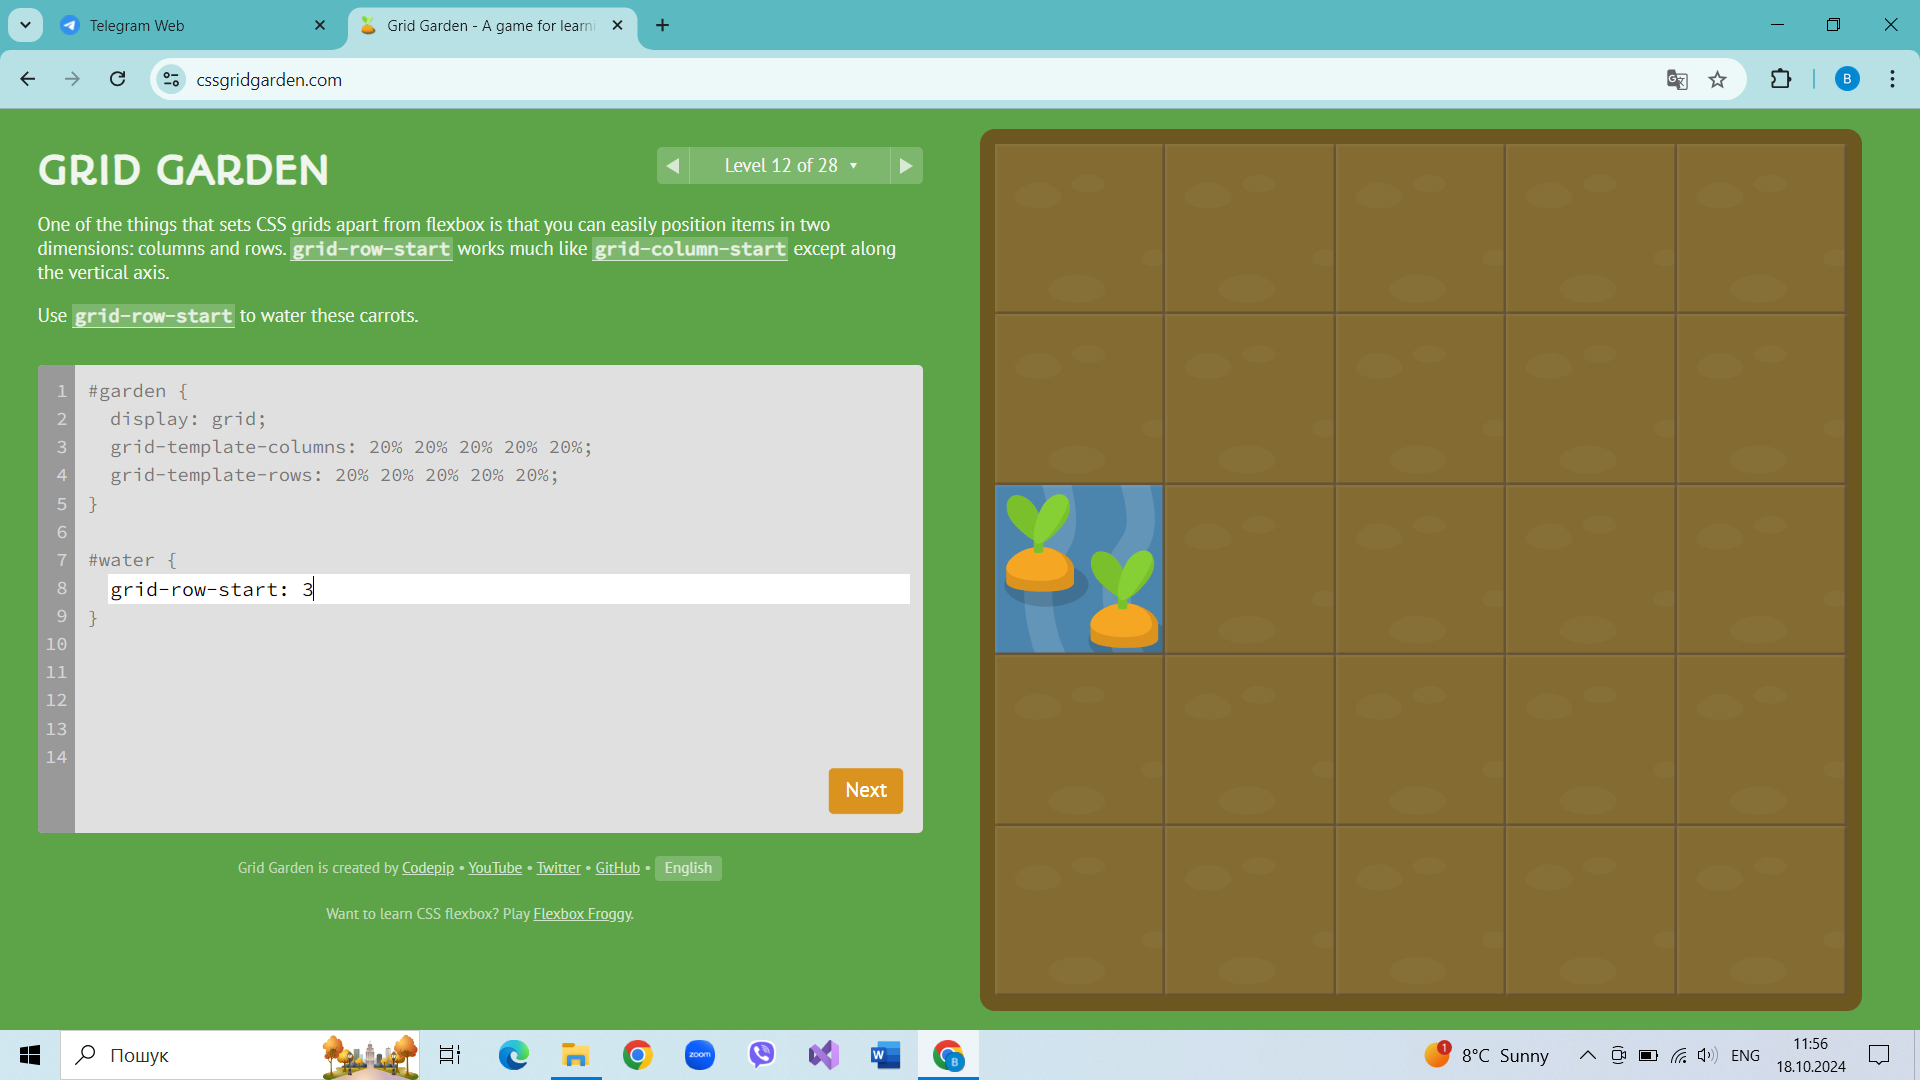 Telegram Web
Grid Garden - A game for learni
cssgridgarden.com
B
GRID GARDEN
Level 12 of 28
One of the things that sets CSS grids apart from flexbox is that you can easily position items in two
dimensions: columns and rows. grid-row-start works much like grid-column-start except along
the vertical axis.
Use grid-row-start to water these carrots.
1 #garden {
2 display: grid;
3 grid-template-columns: 20% 20% 20% 20% 20%;
4 grid-template-rows: 20% 20% 20% 20% 20%;
5 }
6
7 #water {
8 grid-row-start: 3
9 }
10
11
12
13
14
Next
Grid Garden is created by Codepip • YouTube • Twitter • GitHub • English
Want to learn CSS flexbox? Play Flexbox Froggy.
Пошук
zoom
W
B
1
8°C Sunny
ENG
11:56
18.10.2024